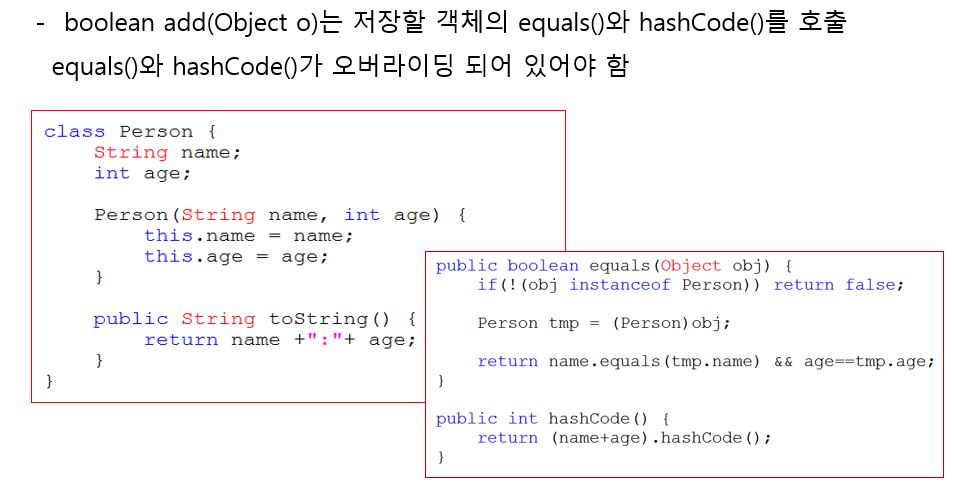 - boolean add(Object o)는 저장할 객체의 equals()와 hashCode()를 호출
equals()와 hashCode()가 오버라이딩 되어 있어야 함
class Person {
String name;
int age;
Person(String name, int age) {
this.name = name;
this.age = age;
}
public String toString() {
return name +":"+ age;
}
}
public boolean equals(Object obj) {
if(!(obj instanceof Person)) return false;
Person tmp = (Person)obj;
return name.equals(tmp.name) && age==tmp.age;
}
public int hashCode() {
return (name+age).hashCode();
}